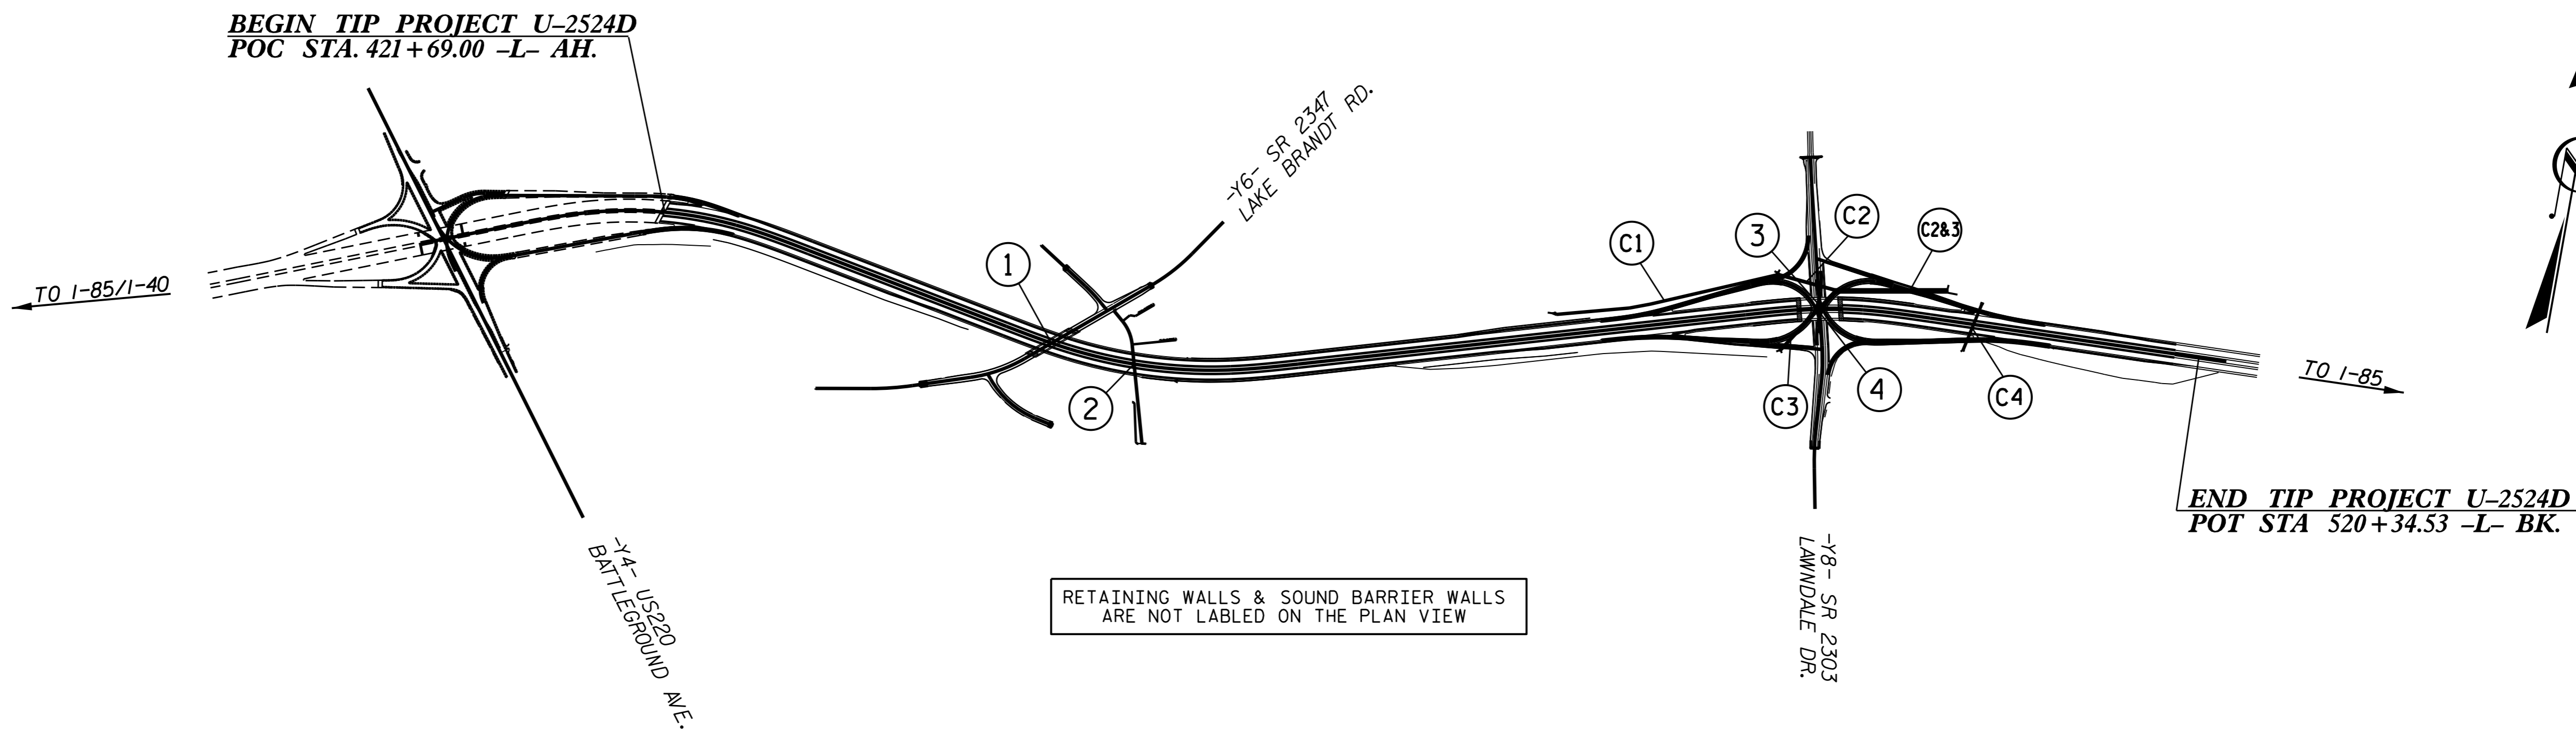 BEGIN TIP PROJECT U–2524D
POC STA. 421+69.00 –L– AH.
-Y6- SR 2347
LAKE BRANDT RD.
TO I-85/I-40
1
2
C1
3
C2
C2&3
C3
4
C4
TO I-85
END TIP PROJECT U–2524D
POT STA 520+34.53 –L– BK.
-Y4- US220
BATTLEGROUND AVE.
RETAINING WALLS & SOUND BARRIER WALLS
ARE NOT LABLED ON THE PLAN VIEW
-Y8- SR 2303
LAWNDALE DR.